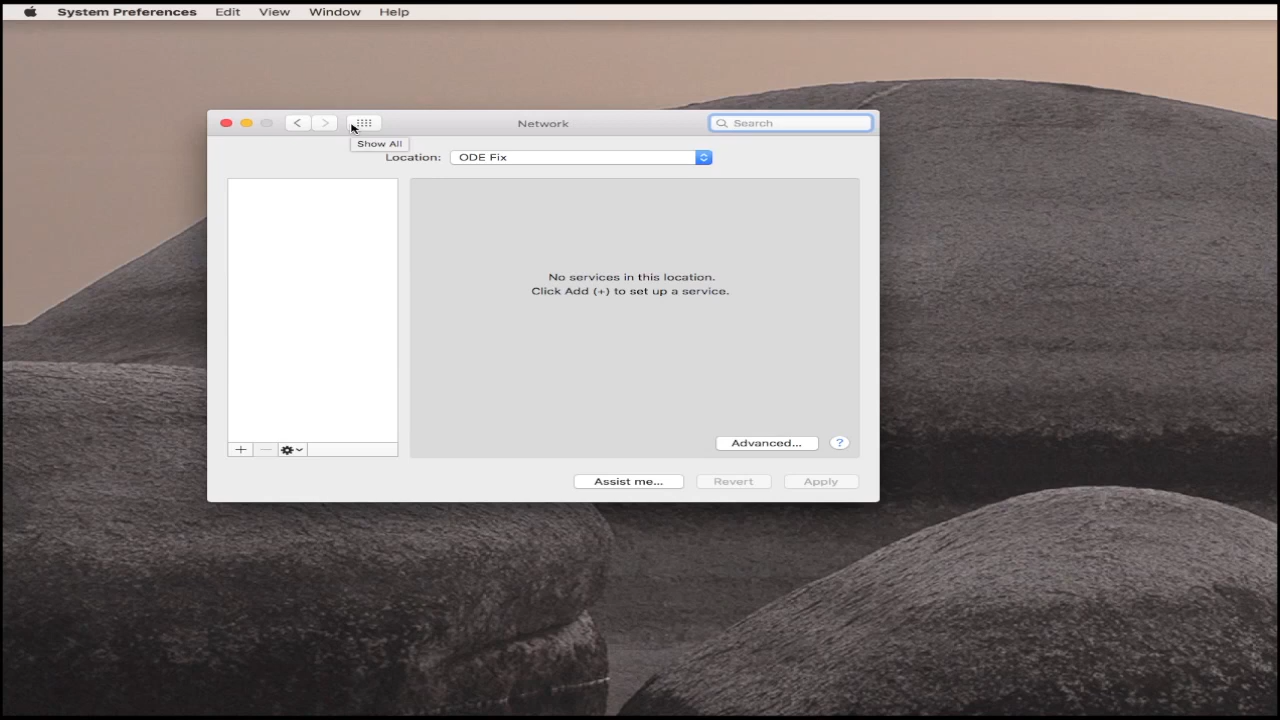 System Preferences Edit View Window Help
Network
Search
Show All
Location: ODE Fix
No services in this location.
Click Add (+) to set up a service.
Advanced... ?
Assist me... Revert Apply